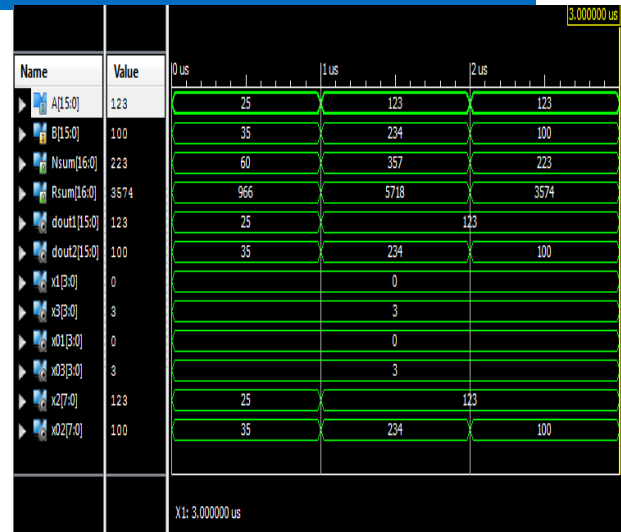 3.000000 us
Name Value 0 us 1 us 2 us
A[15:0] 123 25 123 123
B[15:0] 100 35 234 100
Nsum[16:0] 223 60 357 223
Rsum[16:0] 3574 966 5718 3574
dout1[15:0] 123 25 123
dout2[15:0] 100 35 234 100
x1[3:0] 0 0
x3[3:0] 3 3
x01[3:0] 0 0
x03[3:0] 3 3
x2[7:0] 123 25 123
x02[7:0] 100 35 234 100
X1: 3.000000 us